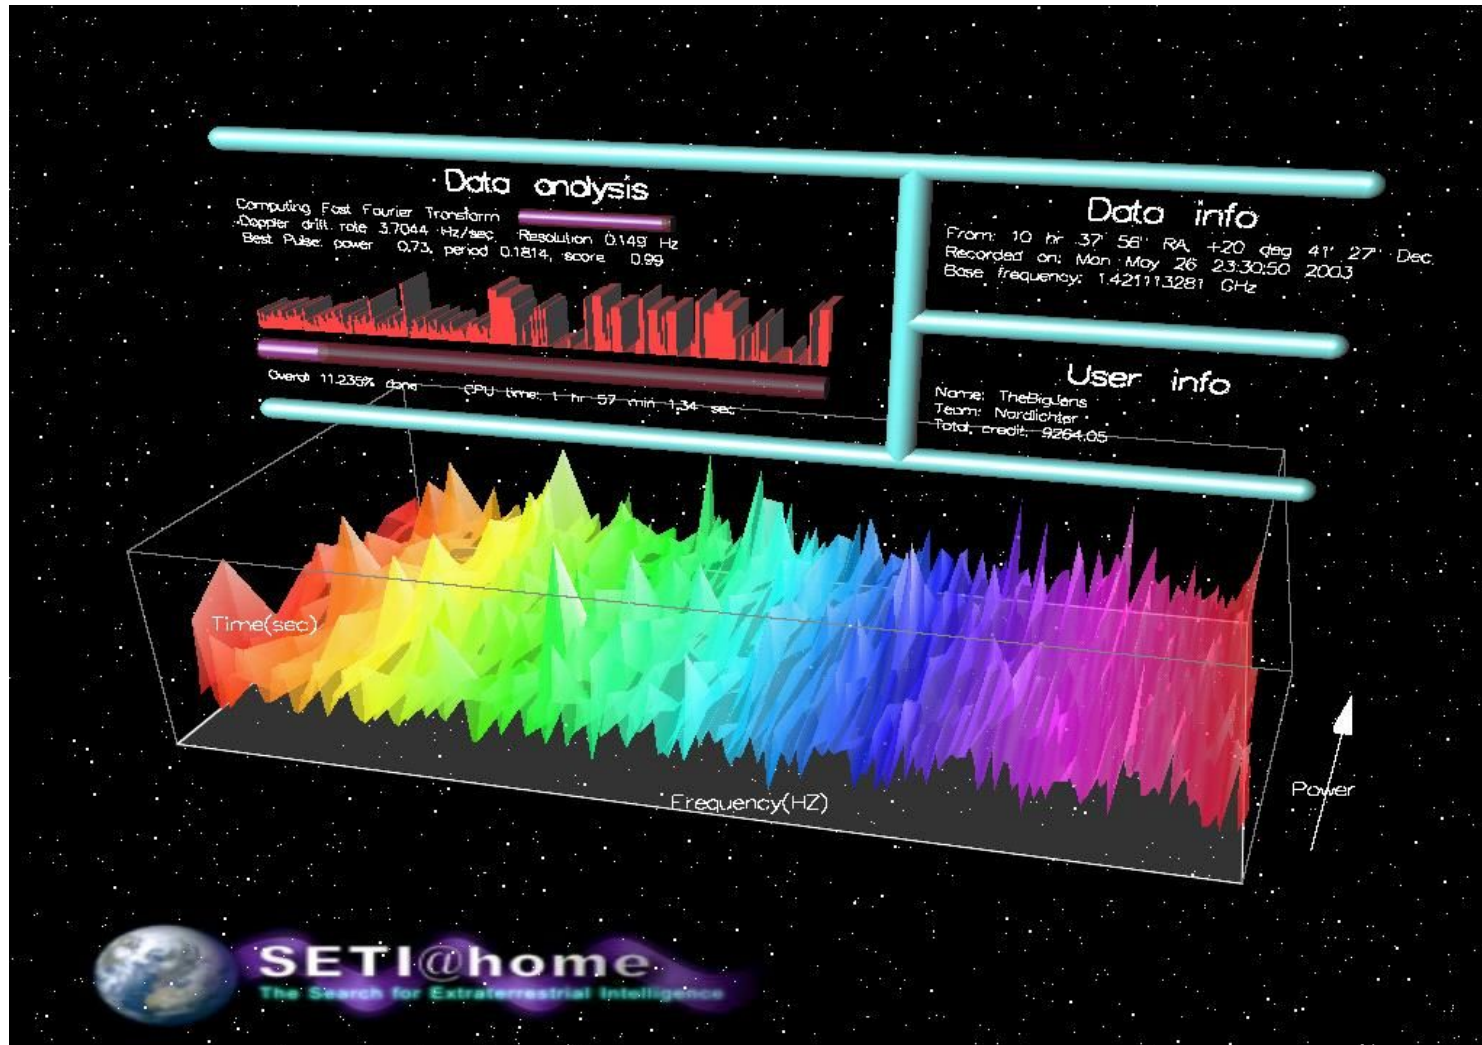 Data analysis
Computing Fast Fourier Transform
Doppler drift rate 3.7044 Hz/sec Resolution 0.149 Hz
Best Pulse: power 0.73, period 0.1814, score 0.99
Overall 11.235% done CPU time: 1 hr 57 min 1.34 sec
Data info
From: 10 hr 37' 56'' RA, +20 deg 41' 27'' Dec.
Recorded on: Mon May 26 23:30:50 2003
Base frequency: 1.421113281 GHz
User info
Name: TheBigJens
Team: Nordlichter
Total credit: 9264.05
Time(sec)
Frequency(HZ)
Power
SETI@home
The Search for Extraterrestrial Intelligence